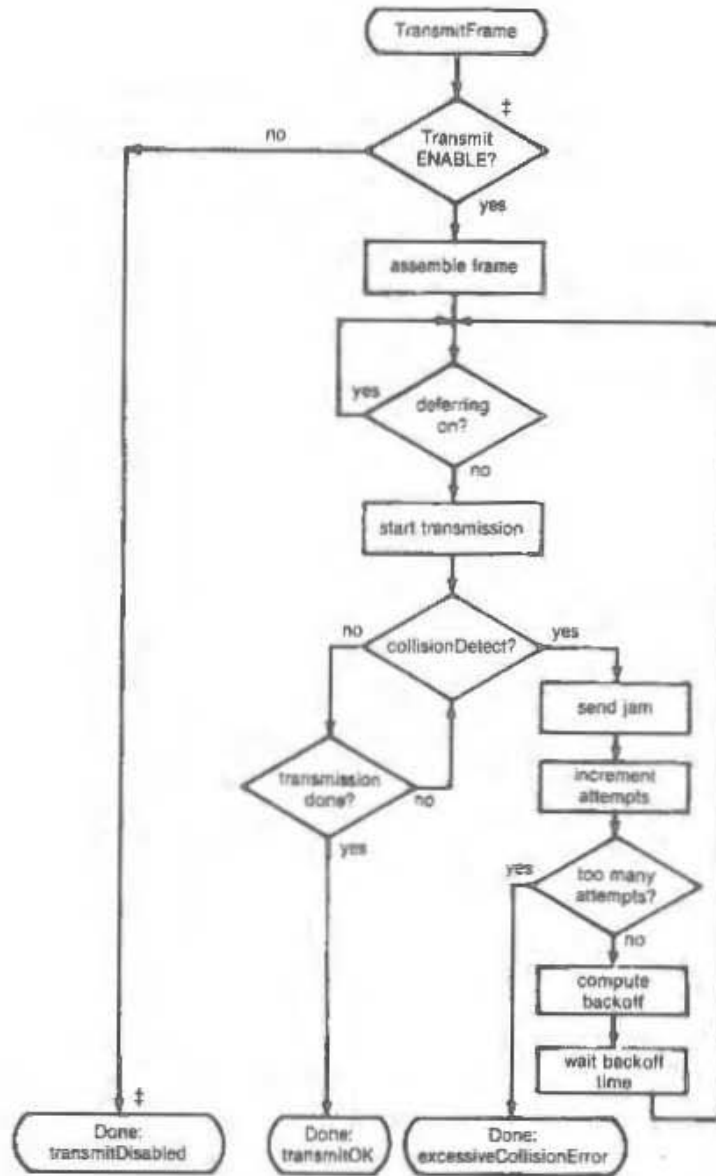 TransmitFrame
‡
no
Transmit
ENABLE?
yes
assemble frame
yes
deferring
on?
no
start transmission
no
collisionDetect?
yes
send jam
transmission
done?
no
increment
attempts
yes
yes
too many
attempts?
no
compute
backoff
wait backoff
time
‡
Done:
transmitDisabled
Done:
transmitOK
Done:
excessiveCollisionError